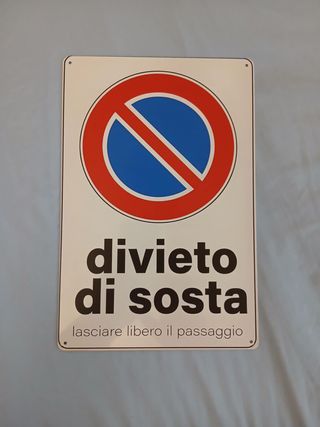 divieto
di sosta
lasciare libero il passaggio